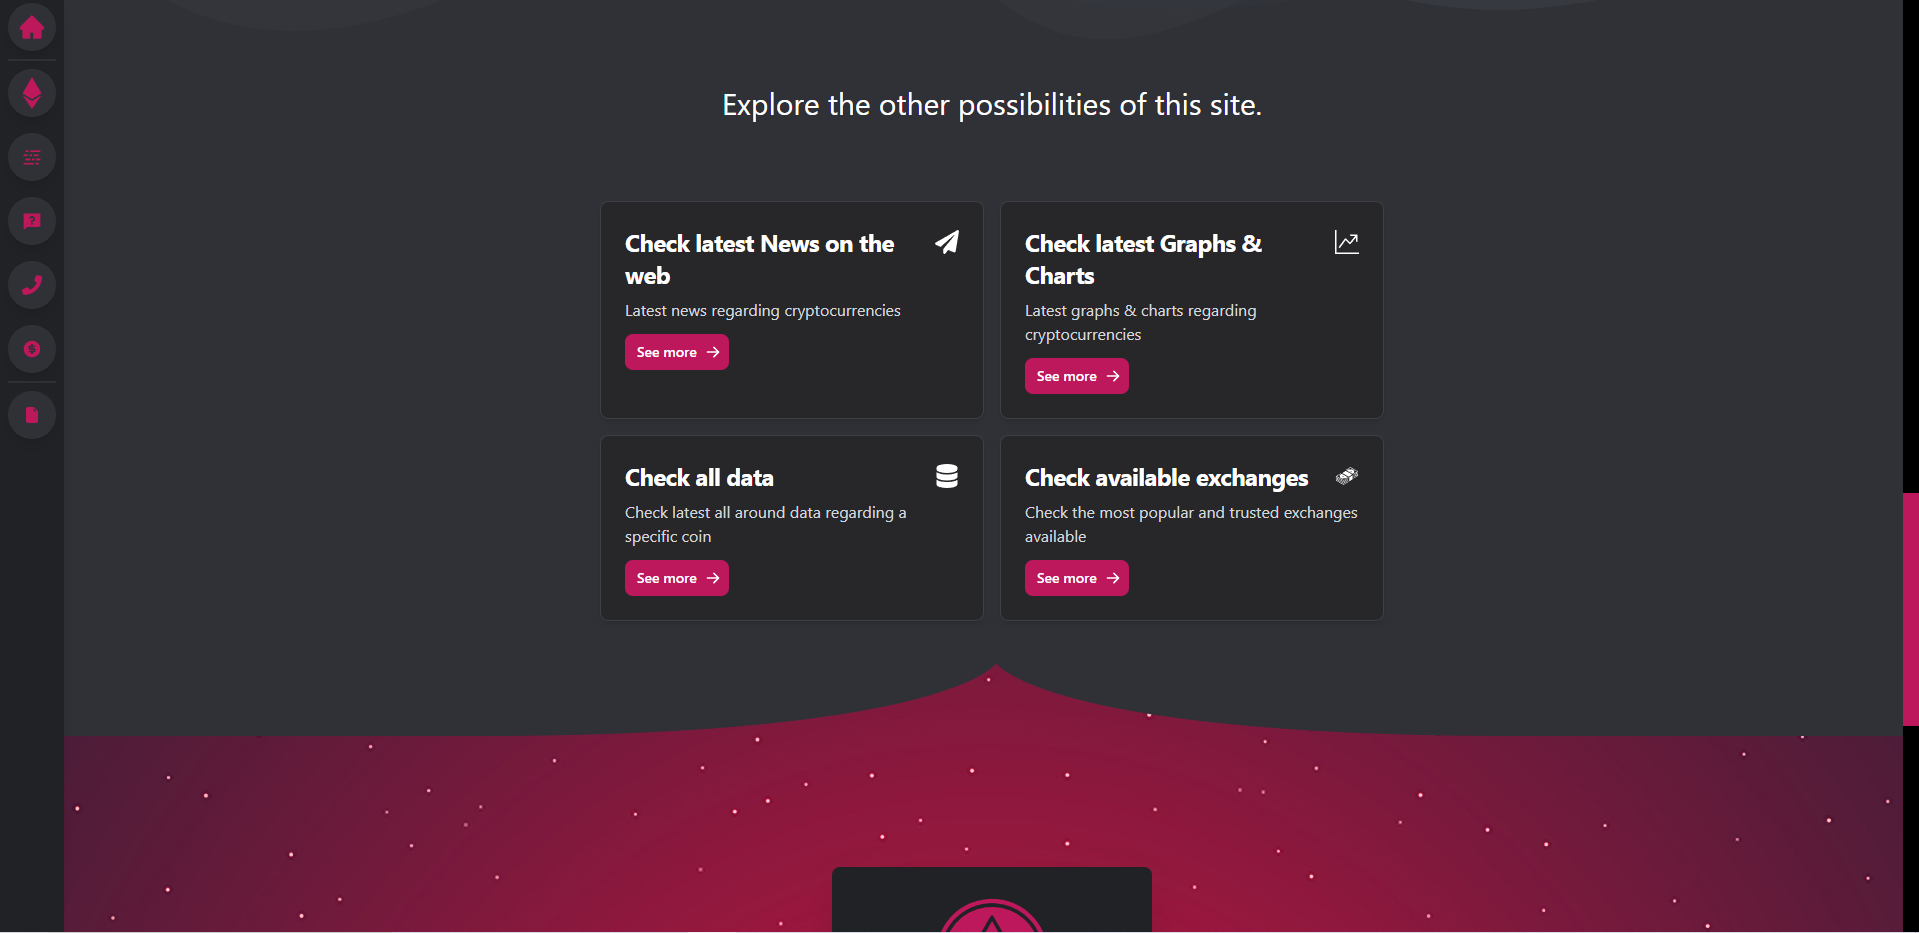 Explore the other possibilities of this site.
Check latest News on the
web
Latest news regarding cryptocurrencies
See more
Check latest Graphs &
Charts
Latest graphs & charts regarding
cryptocurrencies
See more
Check all data
Check latest all around data regarding a
specific coin
See more
Check available exchanges
Check the most popular and trusted exchanges
available
See more